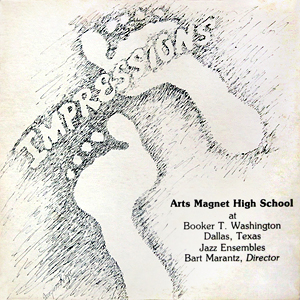 IMPRESSIONS
Arts Magnet High School
at
Booker T. Washington
Dallas, Texas
Jazz Ensembles
Bart Marantz, Director